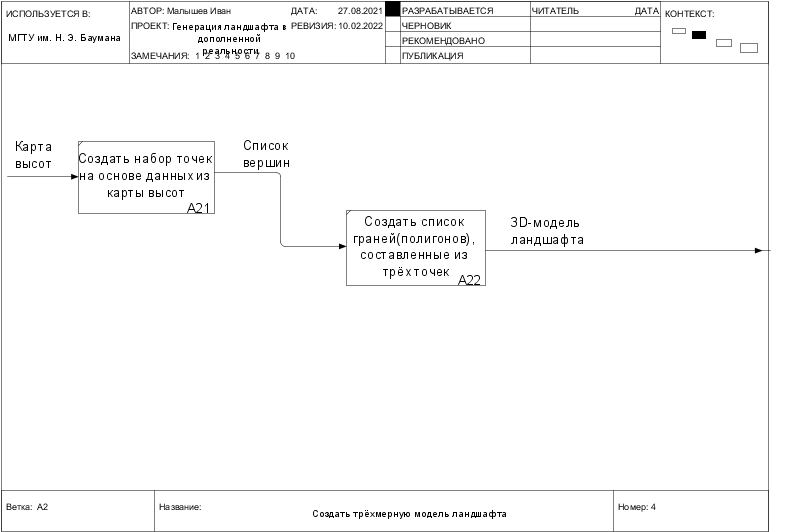 ИСПОЛЬЗУЕТСЯ В:
МГТУ им. Н. Э. Баумана
АВТОР: Малышев Иван
ДАТА: 27.08.2021
ПРОЕКТ: Генерация ландшафта в
дополненной
реальности
РЕВИЗИЯ: 10.02.2022
ЗАМЕЧАНИЯ: 1 2 3 4 5 6 7 8 9 10
РАЗРАБАТЫВАЕТСЯ
ЧЕРНОВИК
РЕКОМЕНДОВАНО
ПУБЛИКАЦИЯ
ЧИТАТЕЛЬ ДАТА
КОНТЕКСТ:
Карта
высот
Создать набор точек
на основе данных из
карты высот
A21
Список
вершин
Создать список
граней(полигонов),
составленные из
трёх точек
A22
3D-модель
ландшафта
Ветка: A2
Название:
Создать трёхмерную модель ландшафта
Номер: 4